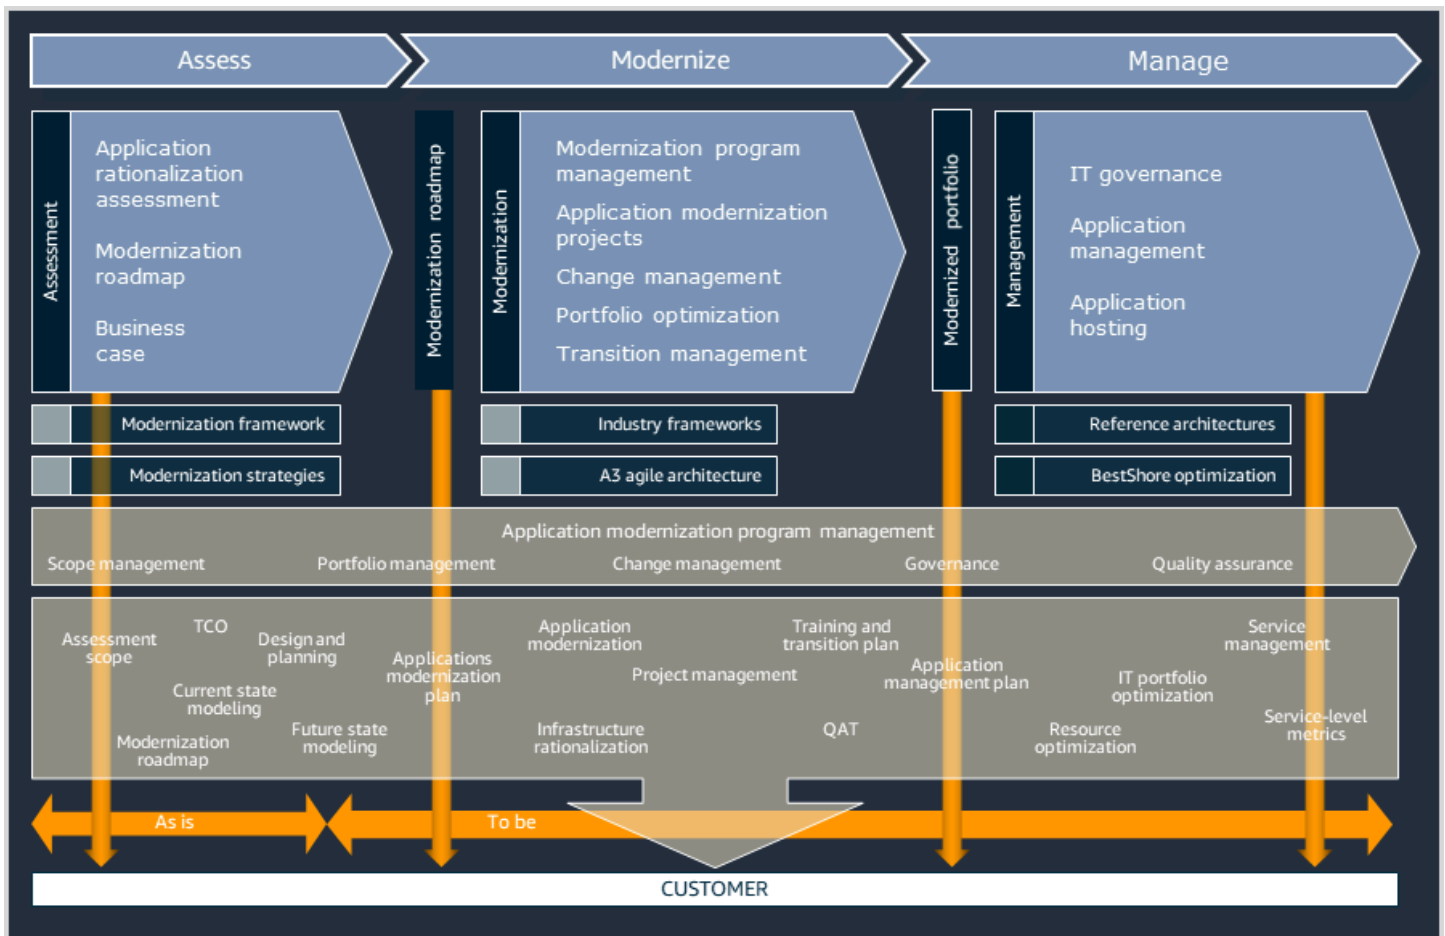 Assess
Modernize
Manage
Assessment
Application
rationalization
assessment
Modernization
roadmap
Business
case
Modernization roadmap
Modernization
Modernization program
management
Application modernization
projects
Change management
Portfolio optimization
Transition management
Modernized portfolio
Management
IT governance
Application
management
Application
hosting
Modernization framework
Modernization strategies
Industry frameworks
A3 agile architecture
Reference architectures
BestShore optimization
Application modernization program management
Scope management
Portfolio management
Change management
Governance
Quality assurance
Assessment
scope
TCO
Design and
planning
Current state
modeling
Modernization
roadmap
Future state
modeling
Applications
modernization
plan
Application
modernization
Project management
Infrastructure
rationalization
Training and
transition plan
QAT
Application
management plan
Resource
optimization
IT portfolio
optimization
Service
management
Service-level
metrics
As is
To be
CUSTOMER